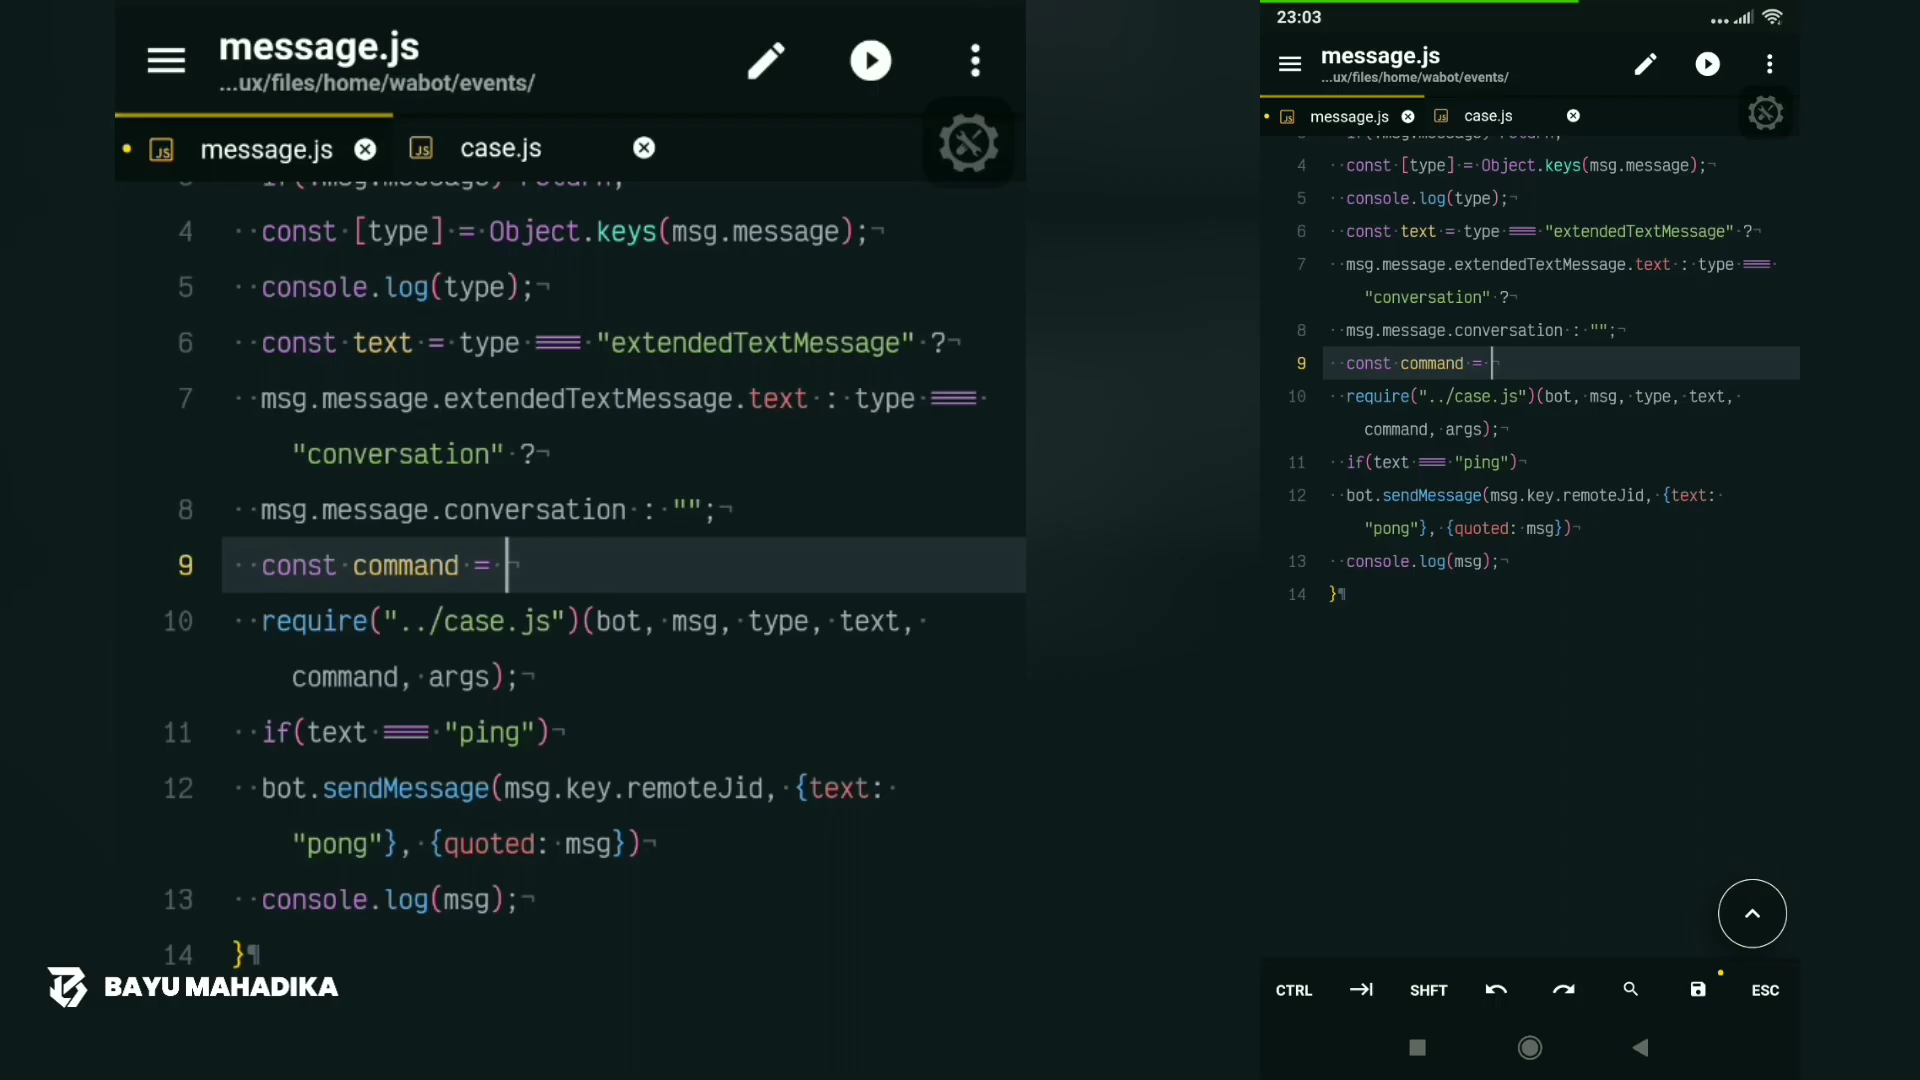 message.js
...ux/files/home/wabot/events/
JS message.js
JS case.js
4 const [type] = Object.keys(msg.message);
5 console.log(type);
6 const text = type === "extendedTextMessage" ?
7 msg.message.extendedTextMessage.text : type ===
"conversation" ?
8 msg.message.conversation : "";
9 const command =
10 require("../case.js")(bot, msg, type, text,
command, args);
11 if(text === "ping")
12 bot.sendMessage(msg.key.remoteJid, {text:
"pong"}, {quoted: msg})
13 console.log(msg);
14 }
BAYU MAHADIKA
23:03
message.js
...ux/files/home/wabot/events/
JS message.js
JS case.js
4 const [type] = Object.keys(msg.message);
5 console.log(type);
6 const text = type === "extendedTextMessage" ?
7 msg.message.extendedTextMessage.text : type ===
"conversation" ?
8 msg.message.conversation : "";
9 const command =
10 require("../case.js")(bot, msg, type, text,
command, args);
11 if(text === "ping")
12 bot.sendMessage(msg.key.remoteJid, {text:
"pong"}, {quoted: msg})
13 console.log(msg);
14 }
CTRL SHFT ESC